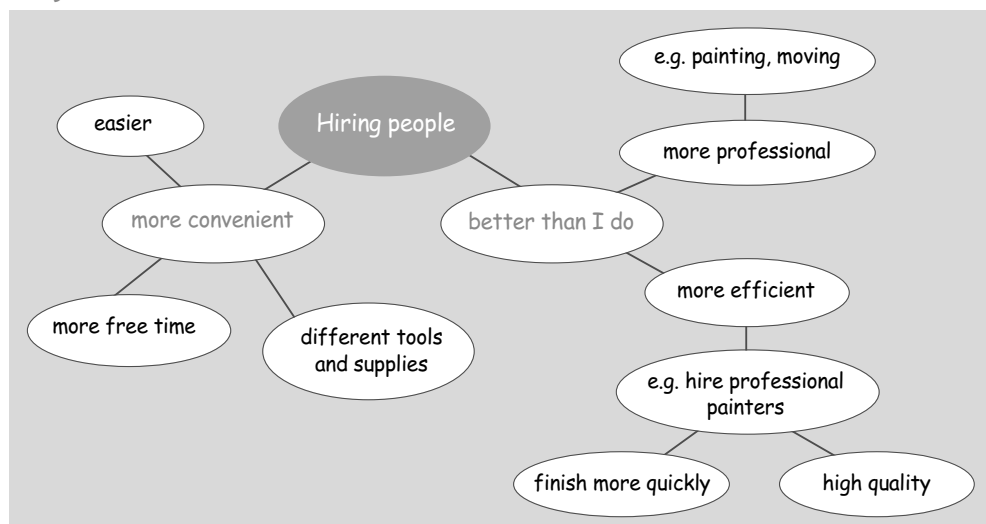 e.g. painting, moving
Hiring people
easier
more professional
more convenient
better than I do
more efficient
more free time
different tools
and supplies
e.g. hire professional
painters
finish more quickly
high quality